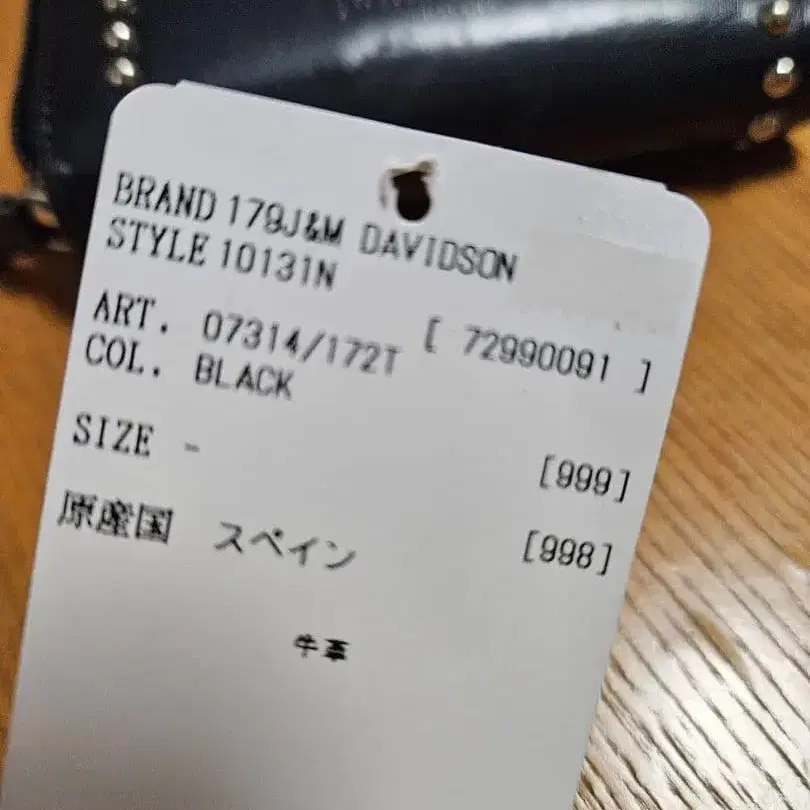 BRAND 179J&M DAVIDSON
STYLE 10131N
ART. 07314/172T [ 72990091 ]
COL. BLACK
SIZE - [999]
原産国 スペイン [998]
牛革